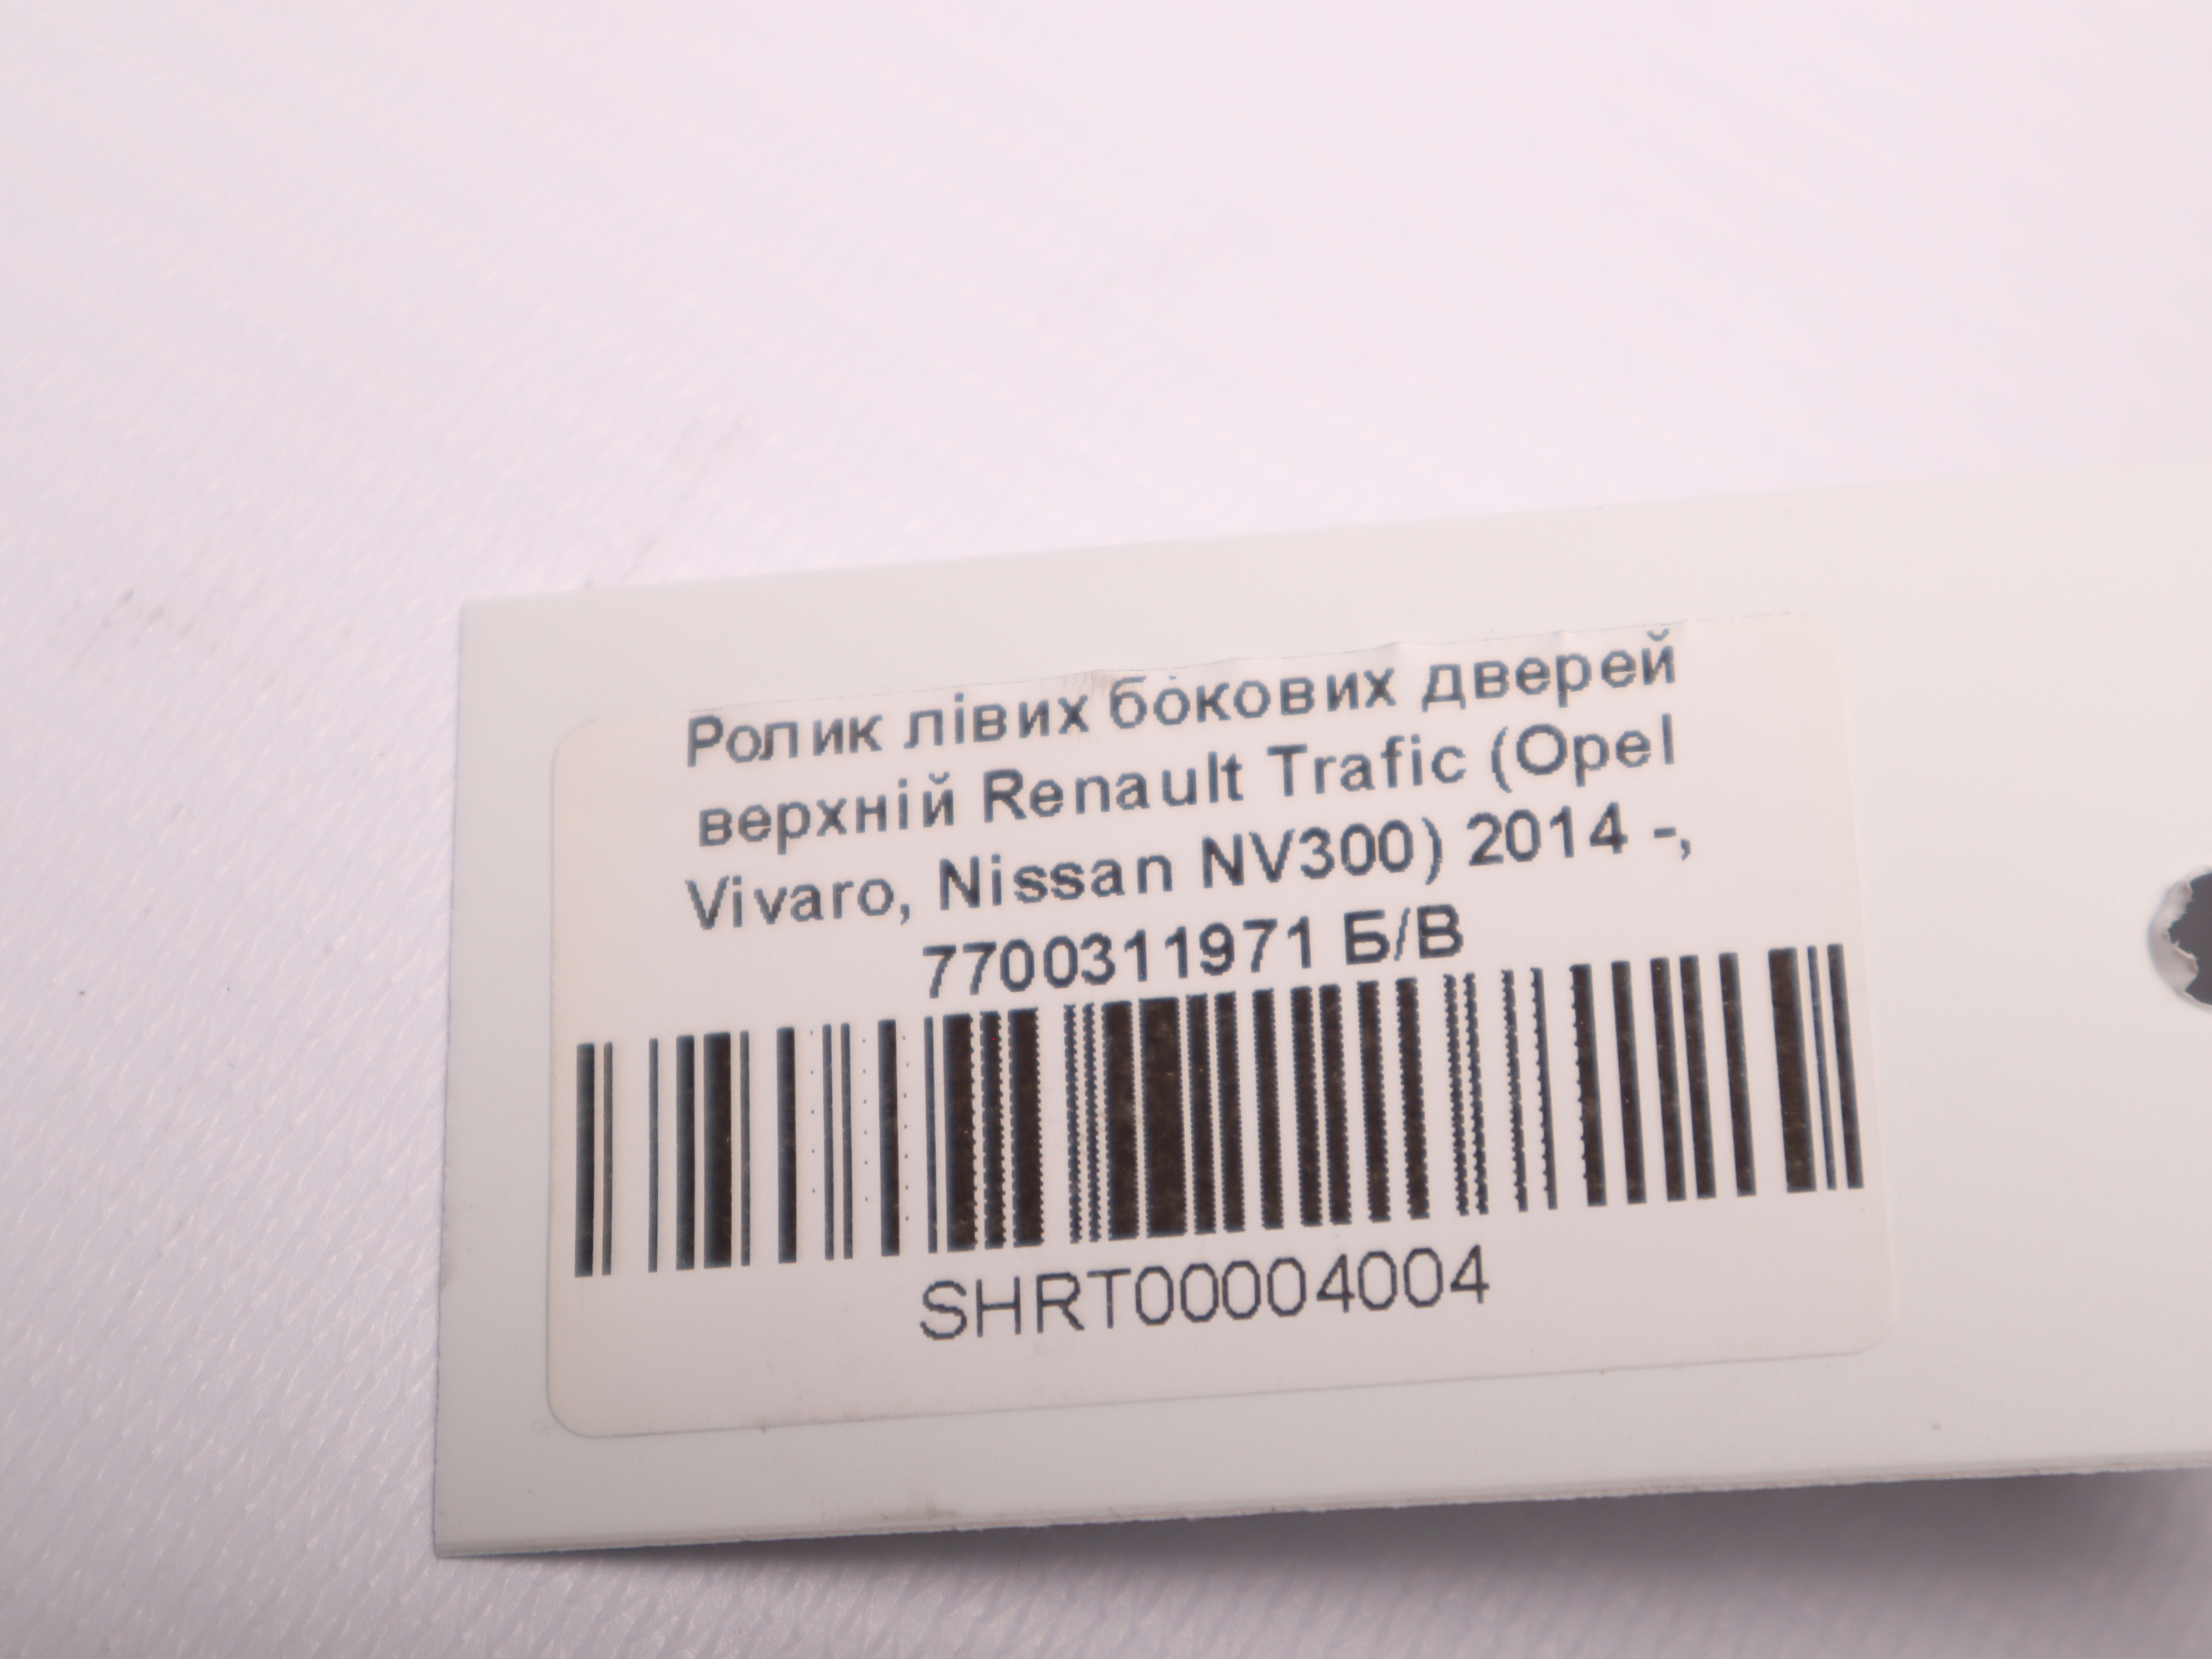 Ролик лівих бокових дверей
верхній Renault Trafic (Opel
Vivaro, Nissan NV300) 2014 -,
7700311971 Б/В
SHRT00004004